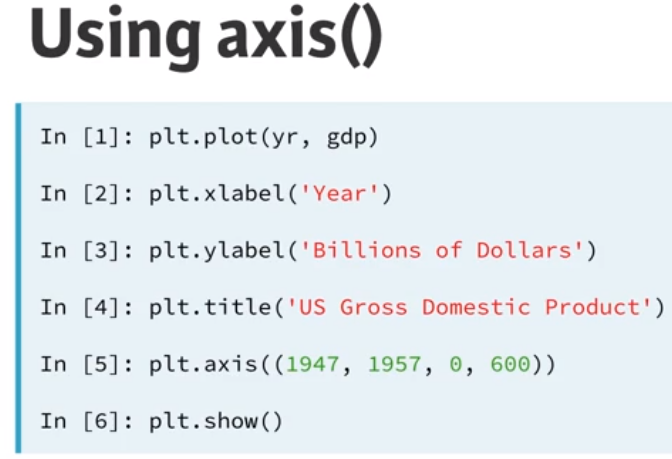 Using axis()
In [1]: plt.plot(yr, gdp)
In [2]: plt.xlabel('Year')
In [3]: plt.ylabel('Billions of Dollars')
In [4]: plt.title('US Gross Domestic Product')
In [5]: plt.axis((1947, 1957, 0, 600))
In [6]: plt.show()